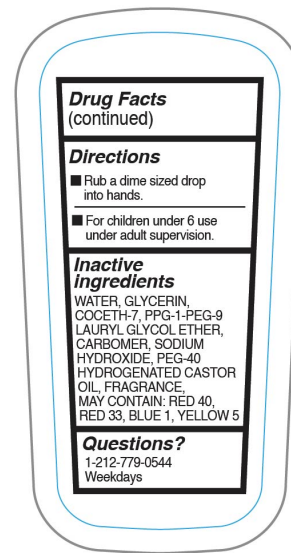 Drug Facts
(continued)
Directions
■ Rub a dime sized drop
into hands.
■ For children under 6 use
under adult supervision.
Inactive
ingredients
WATER, GLYCERIN,
COCETH-7, PPG-1-PEG-9
LAURYL GLYCOL ETHER,
CARBOMER, SODIUM
HYDROXIDE, PEG-40
HYDROGENATED CASTOR
OIL, FRAGRANCE,
MAY CONTAIN: RED 40,
RED 33, BLUE 1, YELLOW 5
Questions?
1-212-779-0544
Weekdays